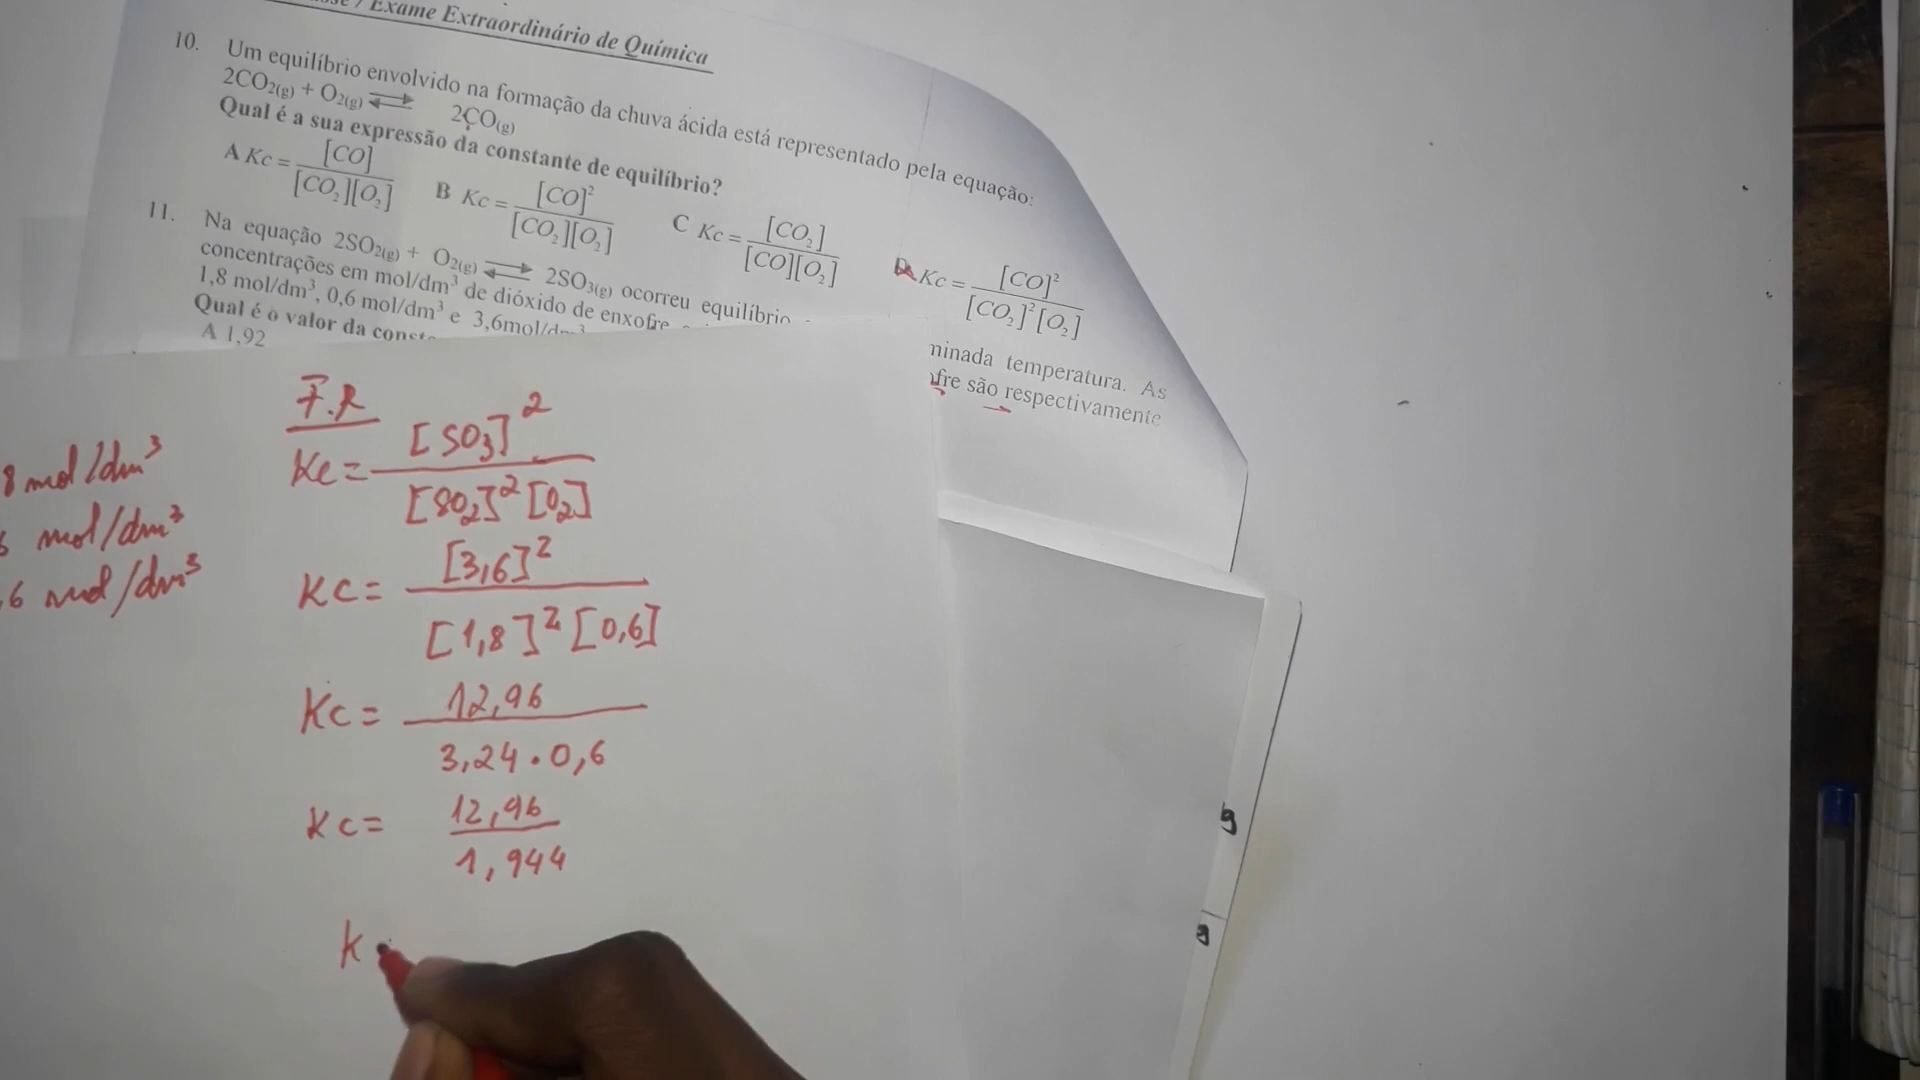 Exame Extraordinário de Química
10. Um equilíbrio envolvido na formação da chuva ácida está representado pela equação:
2CO2(g) + O2(g) ⇌ 2CO(g)
Qual é a sua expressão da constante de equilíbrio?
A Kc = [CO] / [CO2][O2] B Kc = [CO]² / [CO2][O2] C Kc = [CO2] / [CO][O2] Kc = [CO]² / [CO2]²[O2]
11. Na equação 2SO2(g) + O2(g) ⇌ 2SO3(g) ocorreu equilíbrio minada temperatura. As
concentrações em mol/dm³ de dióxido de enxofre fre são respectivamente
1,8 mol/dm³, 0,6 mol/dm³ e 3,6mol/dm³
Qual é o valor da const
A 1,92
F.R
Kc = [SO3]² / [SO2]² [O2]
8 mol/dm³
mol/dm³
6 mol/dm³
Kc = [3,6]² / [1,8]² [0,6]
Kc = 12,96 / 3,24 . 0,6
Kc = 12,96 / 1,944
K